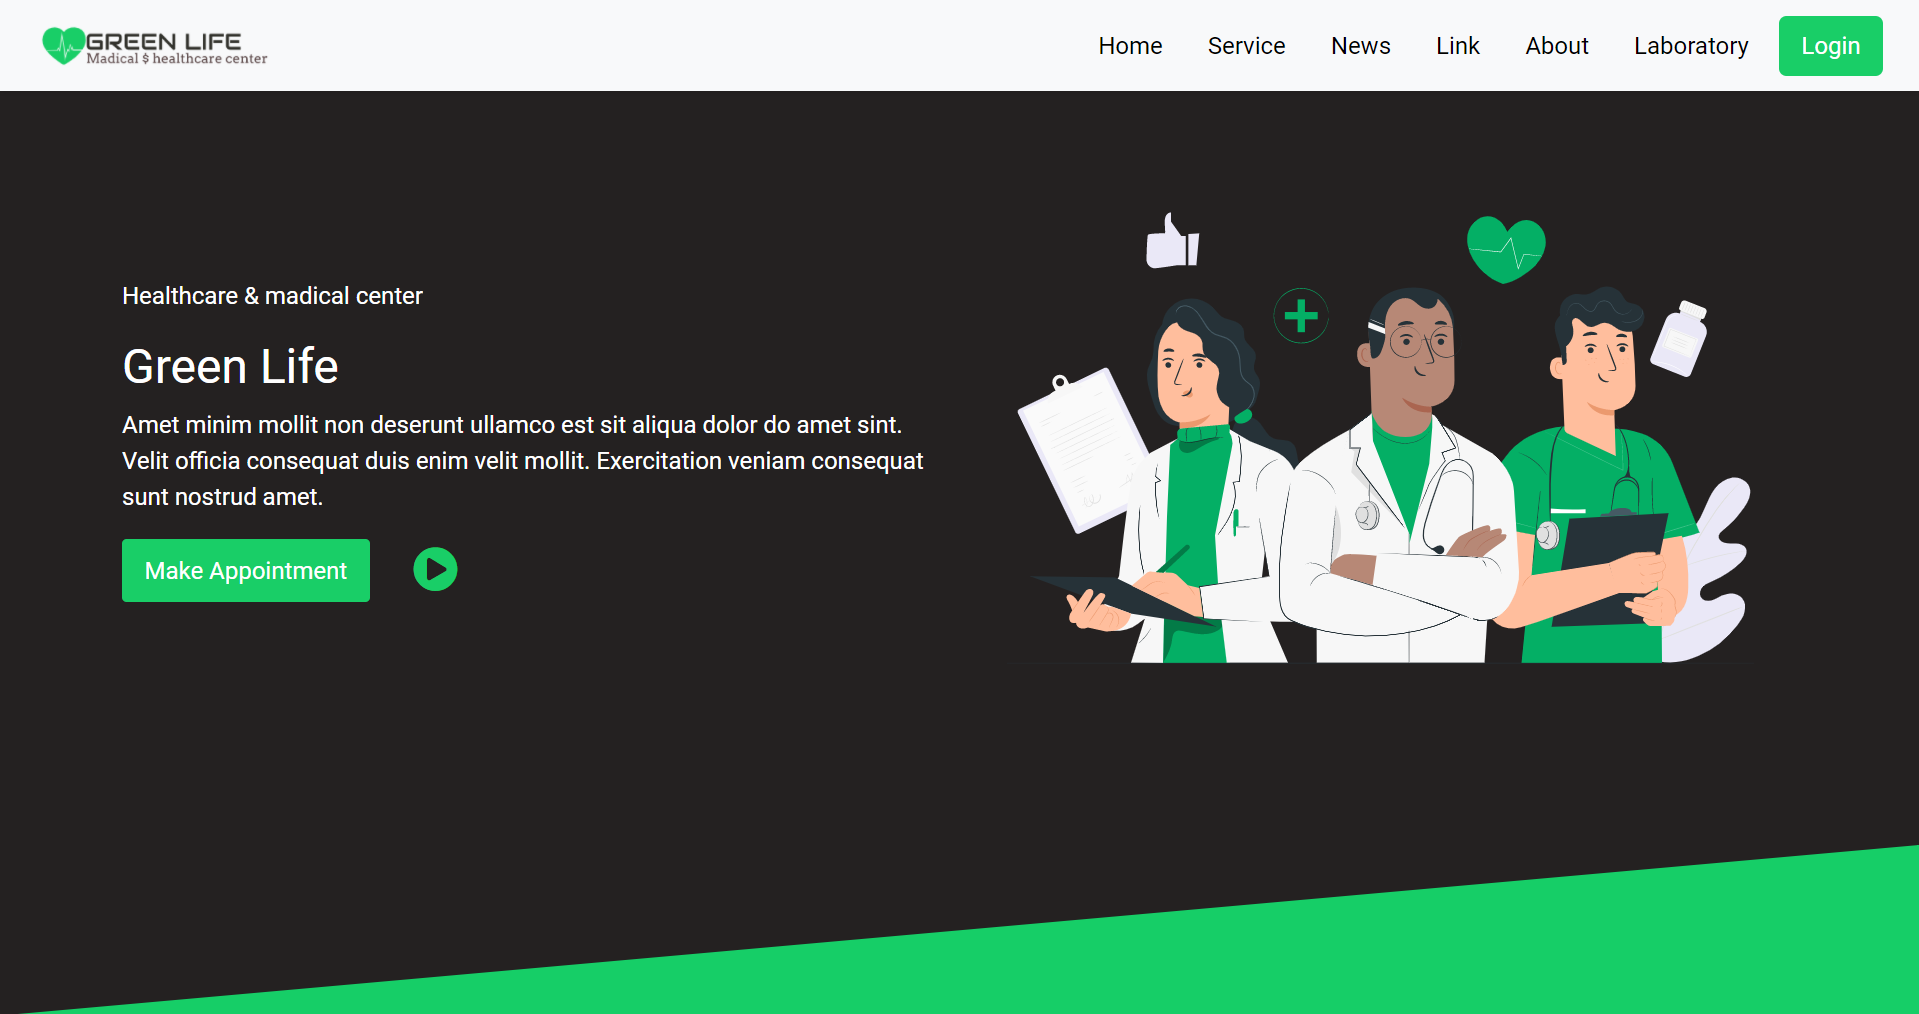 GREEN LIFE
Madical $ healthcare center
Home Service News Link About Laboratory Login
Healthcare & madical center
Green Life
Amet minim mollit non deserunt ullamco est sit aliqua dolor do amet sint.
Velit officia consequat duis enim velit mollit. Exercitation veniam consequat
sunt nostrud amet.
Make Appointment